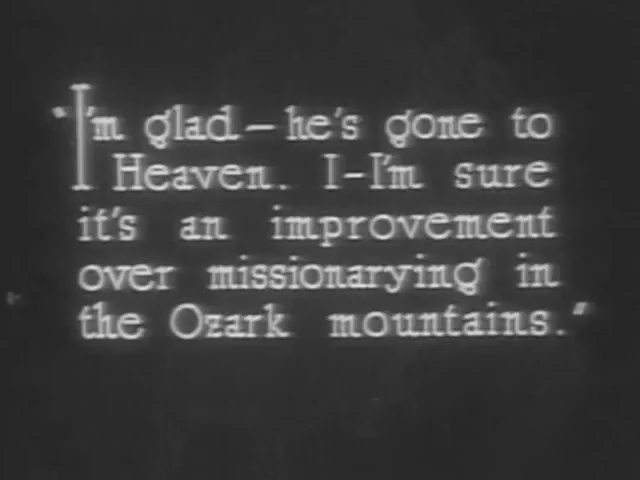 "I'm glad — he's gone to
Heaven. I-I'm sure
it's an improvement
over missionarying in
the Ozark mountains."